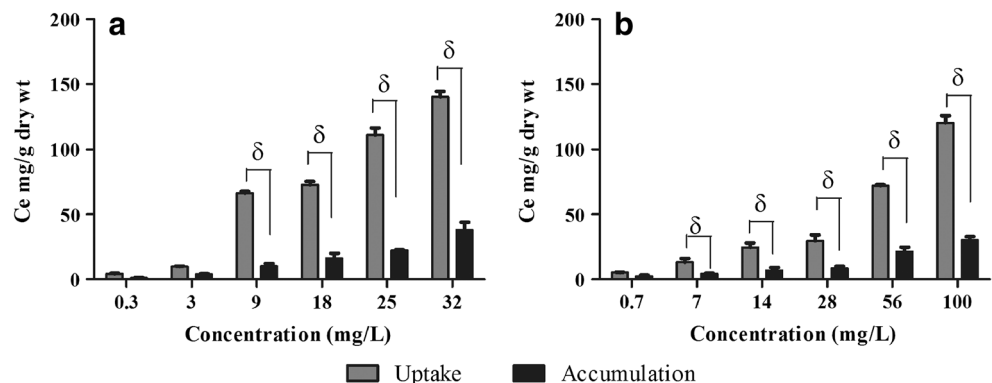 a
Ce mg/g dry wt
200
150
100
50
0
δ
δ
δ
δ
0.3 3 9 18 25 32
Concentration (mg/L)
b
Ce mg/g dry wt
200
150
100
50
0
δ
δ
δ
δ
δ
0.7 7 14 28 56 100
Concentration (mg/L)
Uptake Accumulation